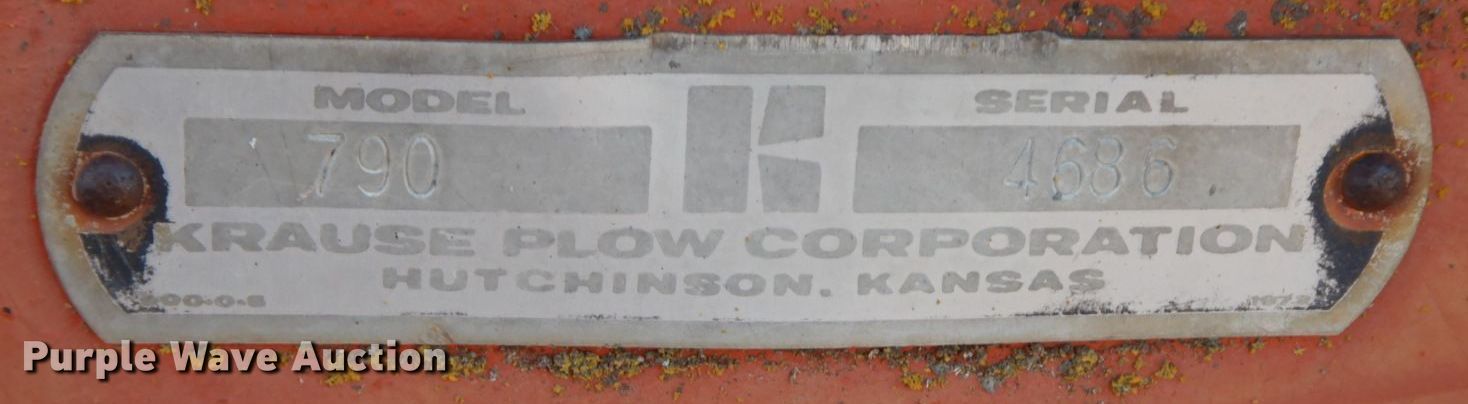 MODEL
SERIAL
790
K
4686
KRAUSE PLOW CORPORATION
HUTCHINSON, KANSAS
Purple Wave Auction